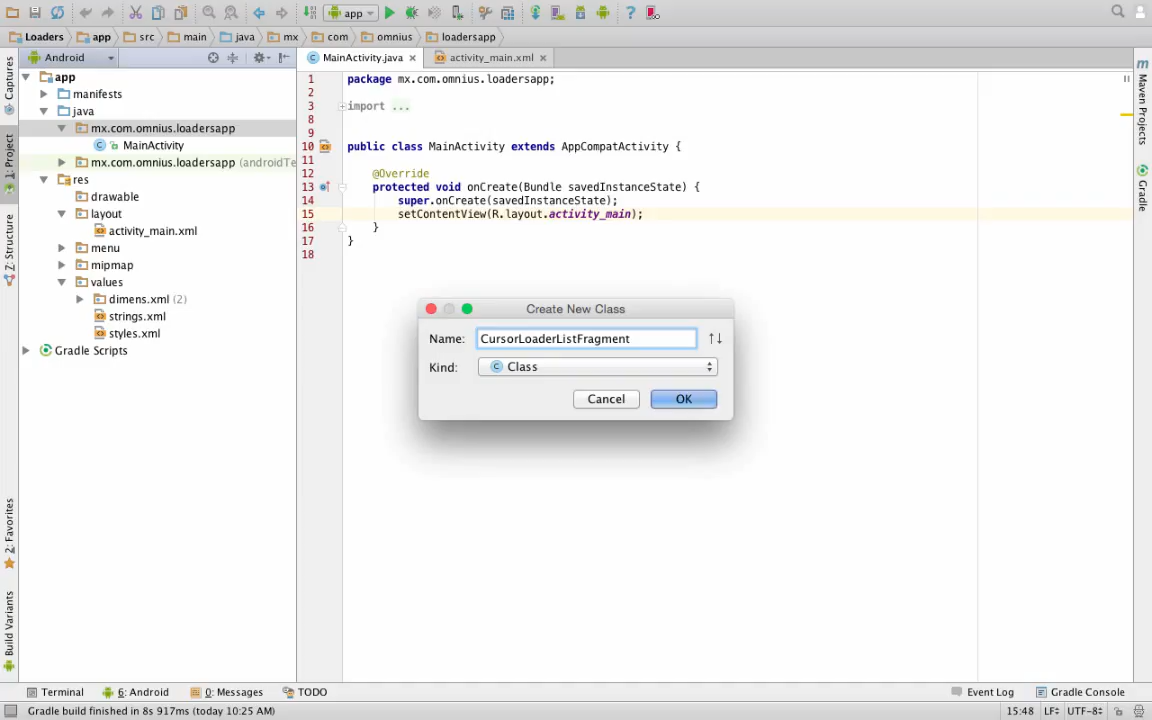 app
Loaders app src main java mx com omnius loadersapp
Captures
1: Project
7: Structure
2: Favorites
Build Variants
Android
app
manifests
java
mx.com.omnius.loadersapp
MainActivity
mx.com.omnius.loadersapp (androidTe
res
drawable
layout
activity_main.xml
menu
mipmap
values
dimens.xml (2)
strings.xml
styles.xml
Gradle Scripts
MainActivity.java activity_main.xml
1 package mx.com.omnius.loadersapp;
2
3 import ...
8
9
10 public class MainActivity extends AppCompatActivity {
11
12 @Override
13 protected void onCreate(Bundle savedInstanceState) {
14 super.onCreate(savedInstanceState);
15 setContentView(R.layout.activity_main);
16 }
17 }
18
Create New Class
Name: CursorLoaderListFragment
Kind: Class
Cancel OK
Maven Projects
Gradle
Terminal 6: Android 0: Messages TODO Event Log Gradle Console
Gradle build finished in 8s 917ms (today 10:25 AM) 15:48 LF UTF-8